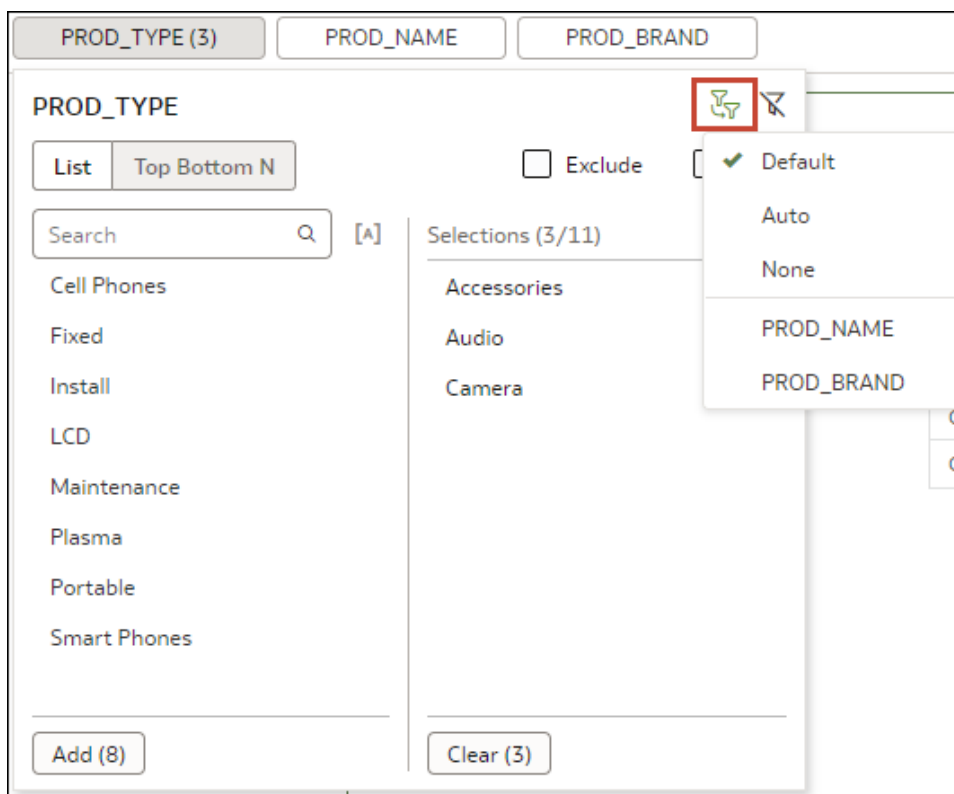 PROD_TYPE (3) PROD_NAME PROD_BRAND
PROD_TYPE
List Top Bottom N Exclude
Search [A]
Cell Phones
Fixed
Install
LCD
Maintenance
Plasma
Portable
Smart Phones
Add (8)
Selections (3/11)
Accessories
Audio
Camera
Clear (3)
Default
Auto
None
PROD_NAME
PROD_BRAND